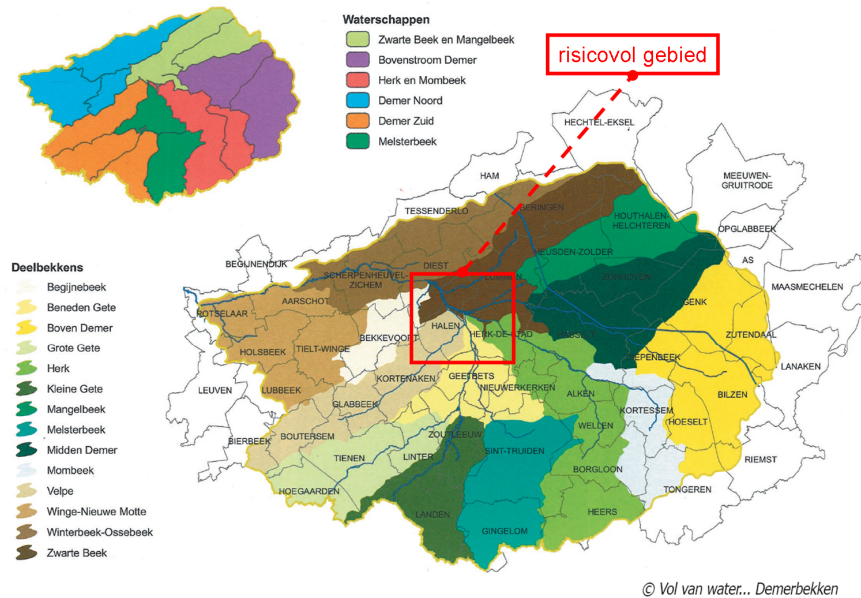 Waterschappen
Zwarte Beek en Mangelbeek
Bovenstroom Demer
Herk en Mombeek
Demer Noord
Demer Zuid
Melsterbeek
risicovol gebied
HECHTEL-EKSEL
HAM
MEEUWEN-
GRUITRODE
TESSENDERLO
BERINGEN
HOUTHALEN-
HELCHTEREN
OPGLABBEEK
BEGIJNENDIJK
DIEST
HEUSDEN-ZOLDER
AS
SCHERPENHEUVEL-
ZICHEM
ZONHOVEN
MAASMECHELEN
AARSCHOT
GENK
ROTSELAAR
HALEN
HERK-DE-STAD
ZUTENDAAL
BEKKEVOORT
HOLSBEEK
TIELT-WINGE
DIEPENBEEK
LANAKEN
LEUVEN
LUBBEEK
KORTENAKEN
GEETBETS
NIEUWERKERKEN
ALKEN
BILZEN
GLABBEEK
KORTESSEM
HOESELT
BIERBEEK
BOUTERSEM
ZOUTLEEUW
WELLEN
TIENEN
LINTER
SINT-TRUIDEN
RIEMST
BORGLOON
HOEGAARDEN
TONGEREN
LANDEN
GINGELOM
HEERS
Deelbekkens
Begijnebeek
Beneden Gete
Boven Demer
Grote Gete
Herk
Kleine Gete
Mangelbeek
Melsterbeek
Midden Demer
Mombeek
Velpe
Winge-Nieuwe Motte
Winterbeek-Ossebeek
Zwarte Beek
© Vol van water... Demerbekken